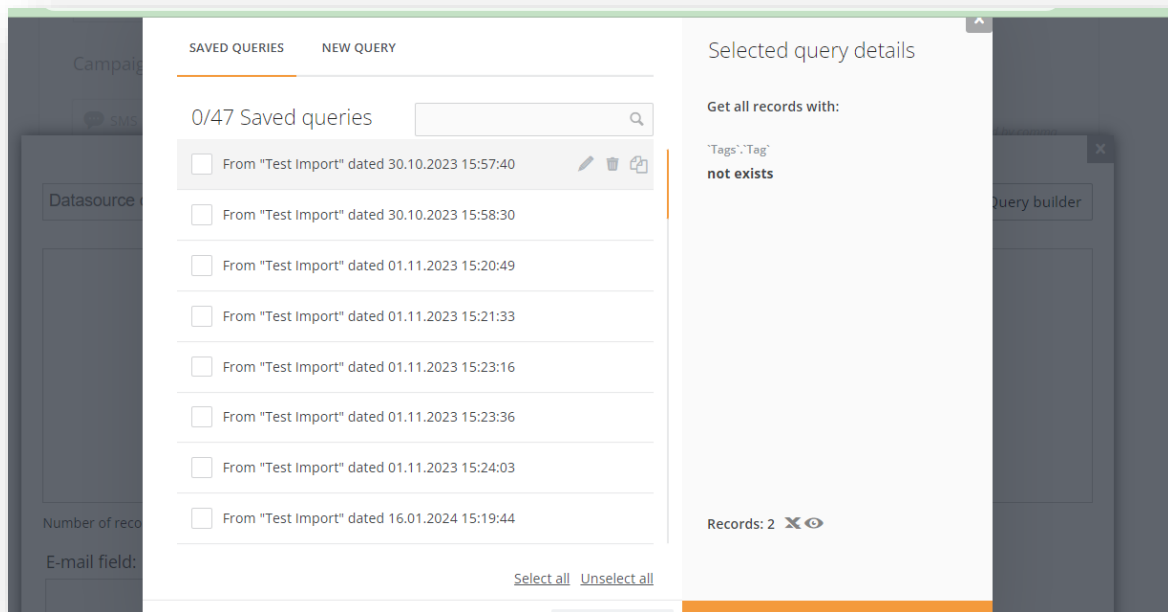 SAVED QUERIES
NEW QUERY
0/47 Saved queries
From "Test Import" dated 30.10.2023 15:57:40
From "Test Import" dated 30.10.2023 15:58:30
From "Test Import" dated 01.11.2023 15:20:49
From "Test Import" dated 01.11.2023 15:21:33
From "Test Import" dated 01.11.2023 15:23:16
From "Test Import" dated 01.11.2023 15:23:36
From "Test Import" dated 01.11.2023 15:24:03
From "Test Import" dated 16.01.2024 15:19:44
Select all Unselect all
Selected query details
Get all records with:
`Tags`.`Tag`
not exists
Records: 2
x
Campaig
SMS
Datasource
Query builder
x
Number of reco
E-mail field: